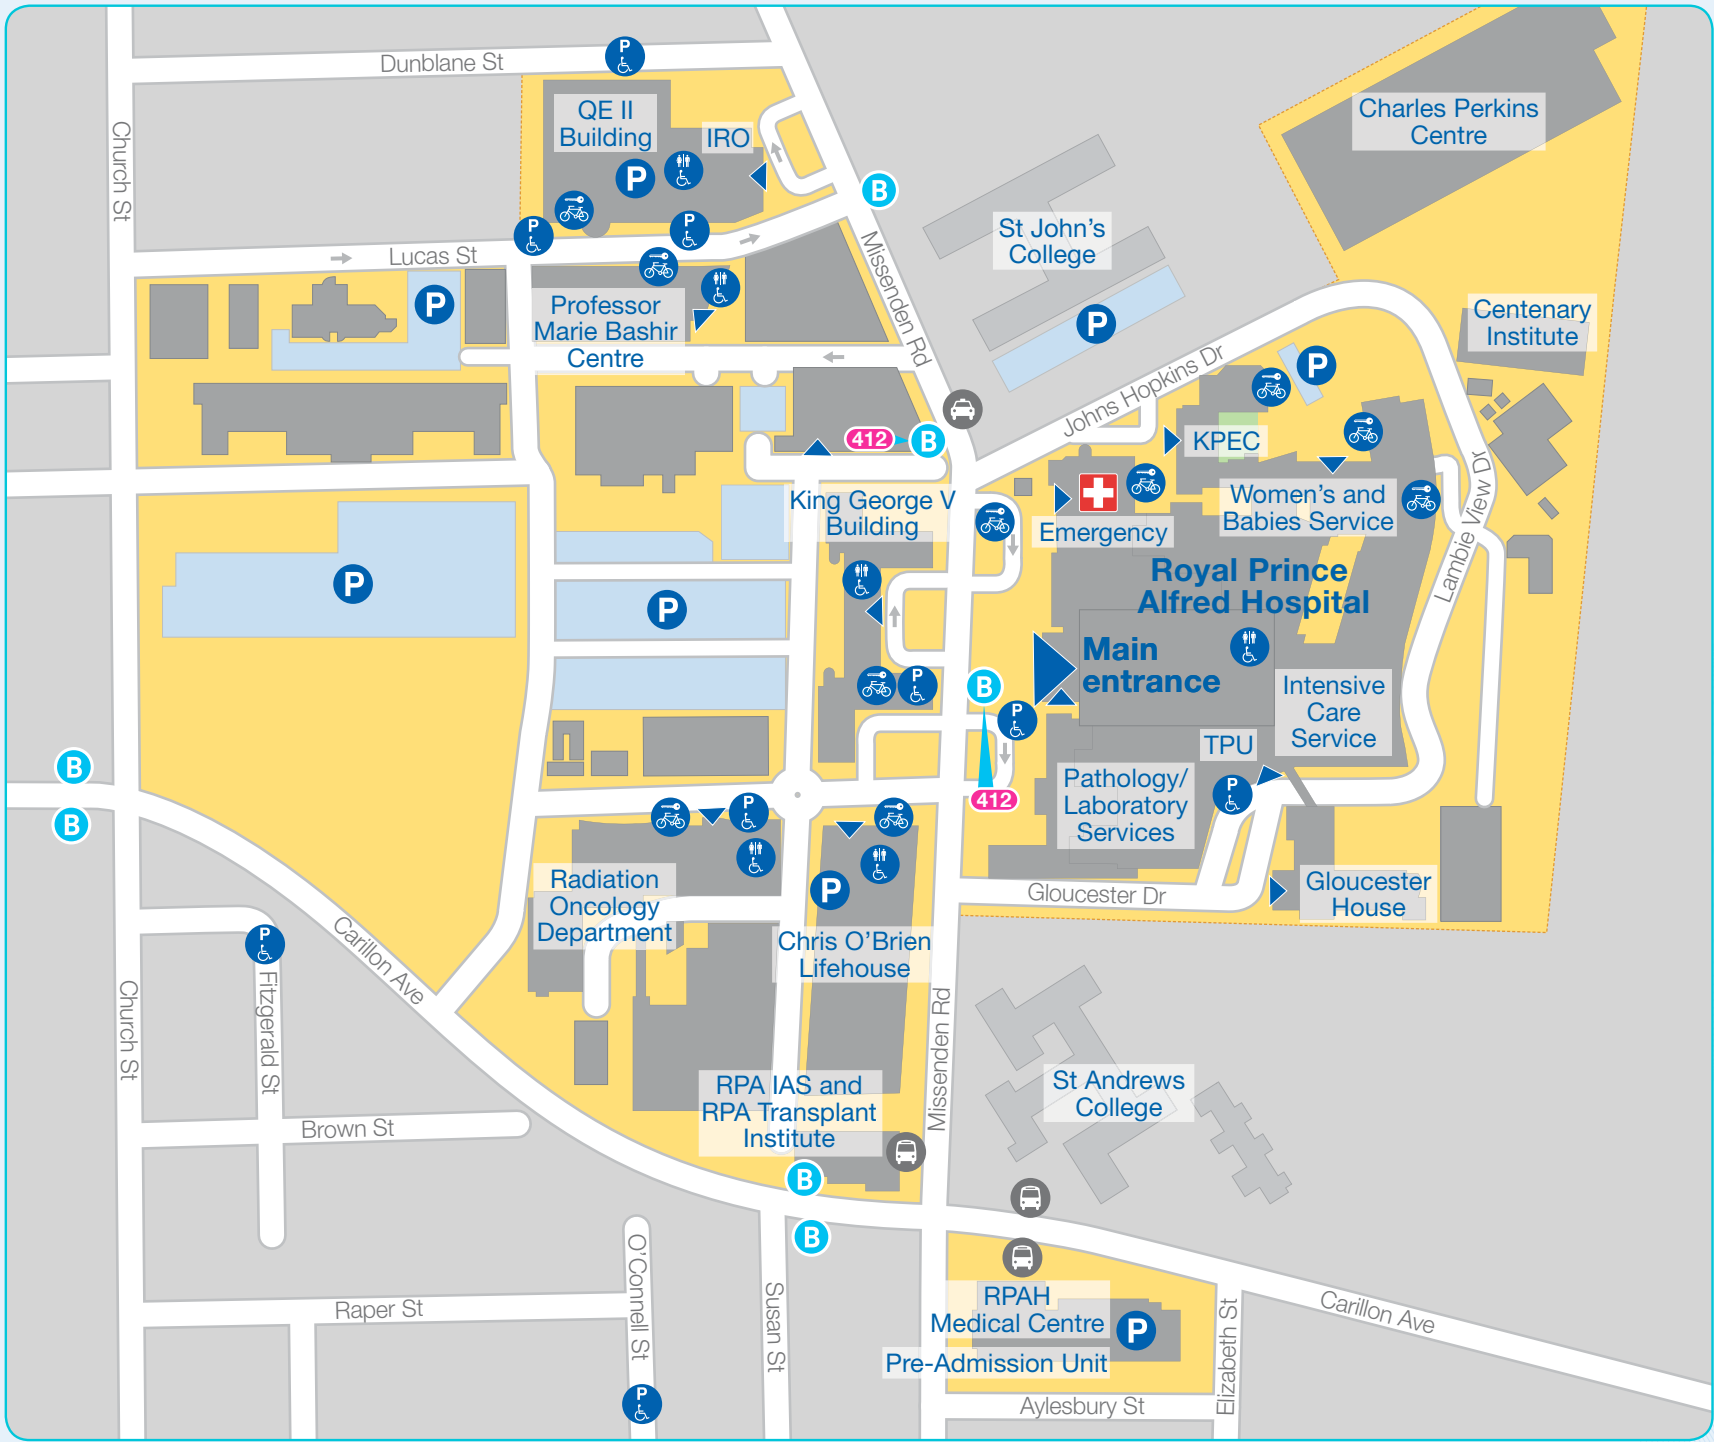 Dunblane St
P
Church St
QE II
Building
IRO
P
B
Charles Perkins
Centre
P
P
Lucas St
Missenden Rd
St John's
College
P
Professor
Marie Bashir
Centre
P
Centenary
Institute
Johns Hopkins Dr
P
412
B
KPEC
Women's and
Babies Service
Lambie View Dr
King George V
Building
Emergency
Royal Prince
Alfred Hospital
P
P
Main
entrance
B
P
P
Intensive
Care
Service
TPU
B
B
412
Pathology/
Laboratory
Services
P
P
Radiation
Oncology
Department
P
Gloucester Dr
Gloucester
House
Chris O'Brien
Lifehouse
P
Carillon Ave
Fitzgerald St
Church St
Missenden Rd
RPA IAS and
RPA Transplant
Institute
St Andrews
College
Brown St
B
B
O'Connell St
Susan St
Raper St
RPAH
Medical Centre
P
Pre-Admission Unit
Elizabeth St
Carillon Ave
Aylesbury St
P